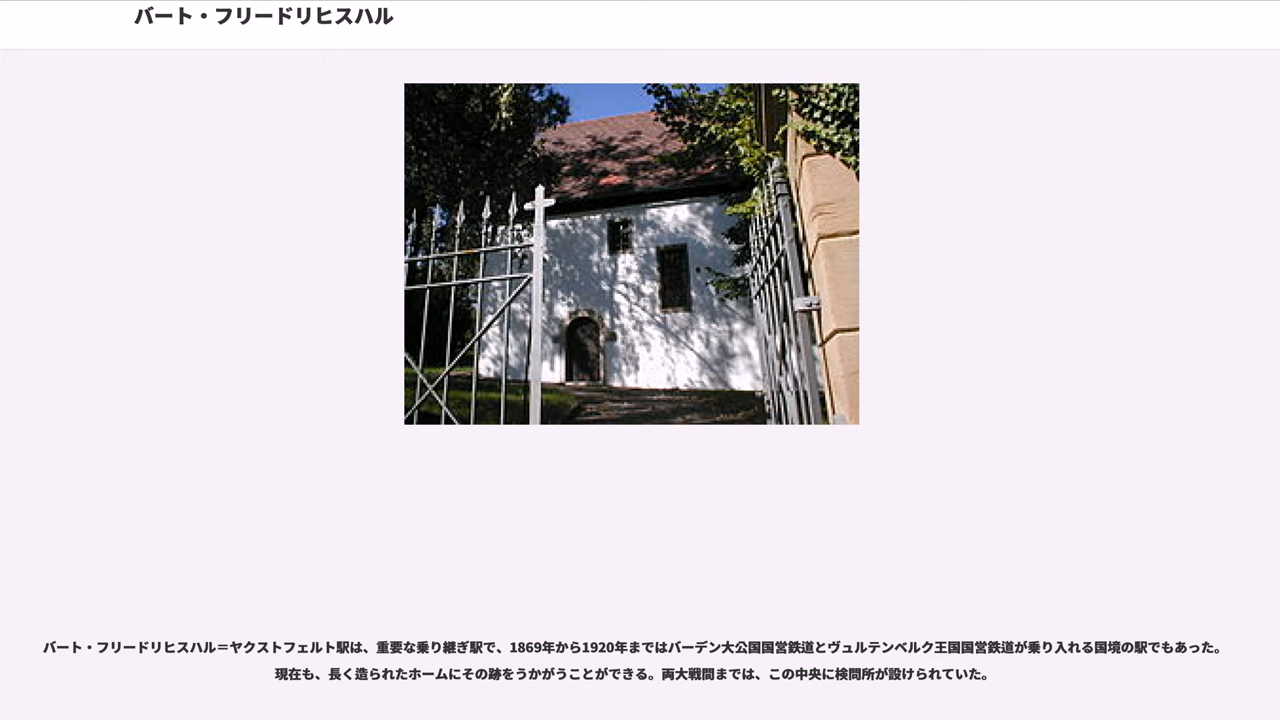 バート・フリードリヒスハル
バート・フリードリヒスハル＝ヤクストフェルト駅は、重要な乗り継ぎ駅で、1869年から1920年まではバーデン大公国国営鉄道とヴュルテンベルク王国国営鉄道が乗り入れる国境の駅でもあった。
現在も、長く造られたホームにその跡をうかがうことができる。両大戦間までは、この中央に検問所が設けられていた。